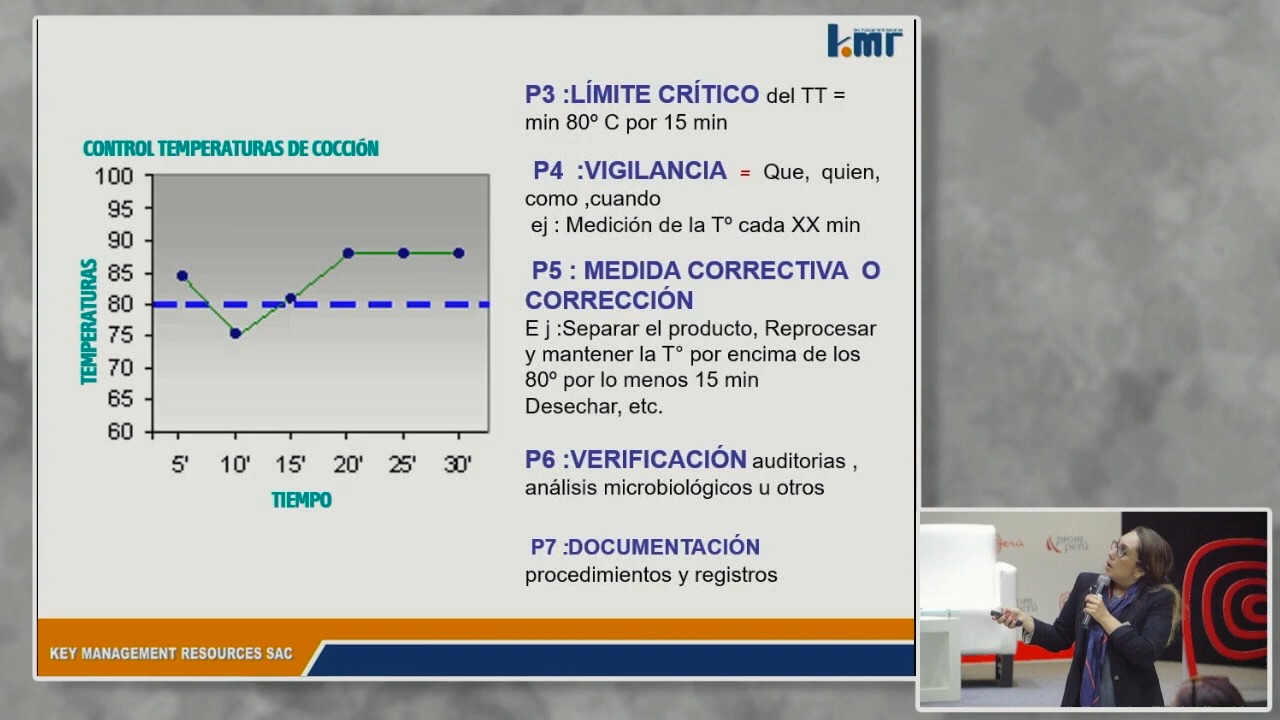 kmr
P3 :LÍMITE CRÍTICO del TT =
min 80º C por 15 min
P4 :VIGILANCIA = Que, quien,
como ,cuando
ej : Medición de la Tº cada XX min
P5 : MEDIDA CORRECTIVA O
CORRECCIÓN
E j :Separar el producto, Reprocesar
y mantener la T° por encima de los
80º por lo menos 15 min
Desechar, etc.
P6 :VERIFICACIÓN auditorias ,
análisis microbiológicos u otros
P7 :DOCUMENTACIÓN
procedimientos y registros
CONTROL TEMPERATURAS DE COCCIóN
TEMPERATURAS
100
95
90
85
80
75
70
65
60
5' 10' 15' 20' 25' 30'
TIEMPO
KEY MANAGEMENT RESOURCES SAC
prom
perú